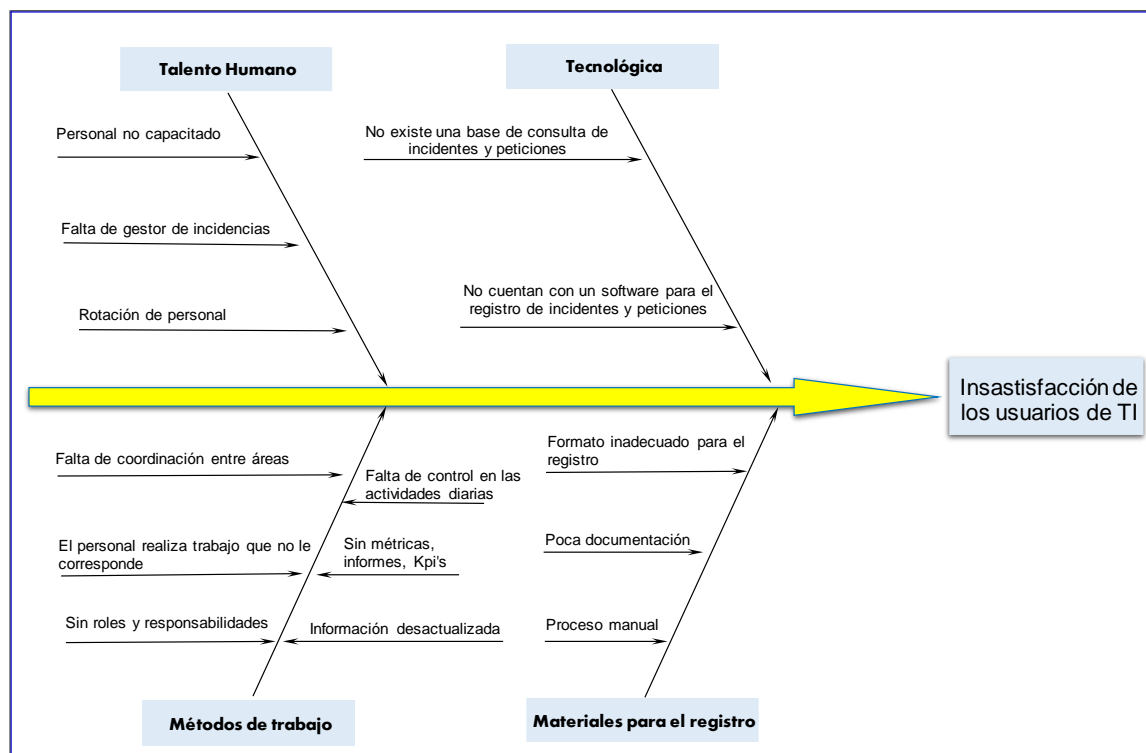 Talento Humano
Tecnológica
Personal no capacitado
No existe una base de consulta de
incidentes y peticiones
Falta de gestor de incidencias
Rotación de personal
No cuentan con un software para el
registro de incidentes y peticiones
Insastisfacción de
los usuarios de TI
Falta de coordinación entre áreas
Falta de control en las
actividades diarias
El personal realiza trabajo que no le
corresponde
Sin métricas,
informes, Kpi's
Sin roles y responsabilidades
Información desactualizada
Formato inadecuado para el
registro
Poca documentación
Proceso manual
Métodos de trabajo
Materiales para el registro